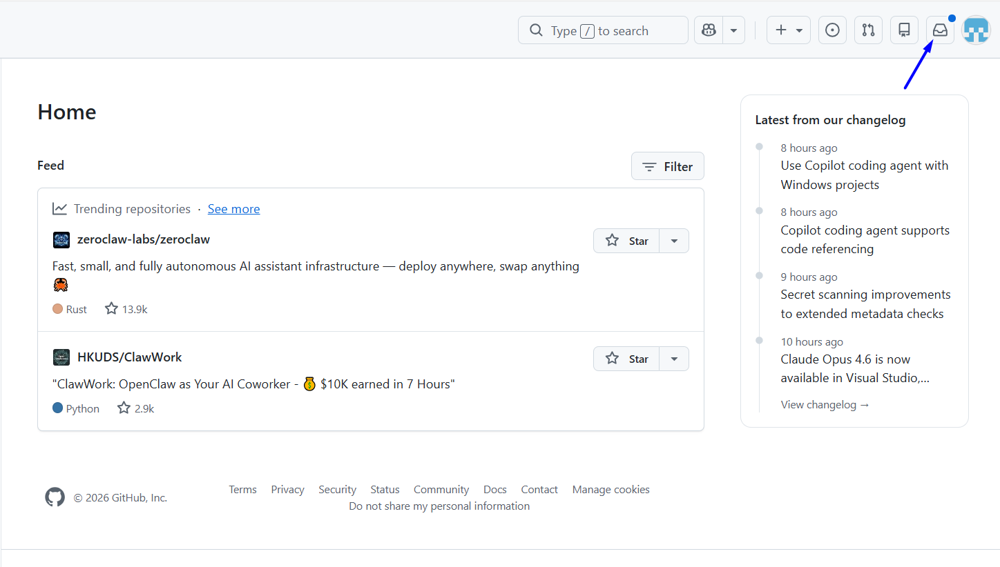 Type / to search
Home
Latest from our changelog
8 hours ago
Use Copilot coding agent with
Windows projects
8 hours ago
Copilot coding agent supports
code referencing
9 hours ago
Secret scanning improvements
to extended metadata checks
10 hours ago
Claude Opus 4.6 is now
available in Visual Studio,...
View changelog →
Feed
Filter
Trending repositories · See more
zeroclaw-labs/zeroclaw
Star
Fast, small, and fully autonomous AI assistant infrastructure — deploy anywhere, swap anything
🦀
Rust 13.9k
HKUDS/ClawWork
Star
"ClawWork: OpenClaw as Your AI Coworker - 💰 $10K earned in 7 Hours"
Python 2.9k
© 2026 GitHub, Inc.
Terms Privacy Security Status Community Docs Contact Manage cookies
Do not share my personal information